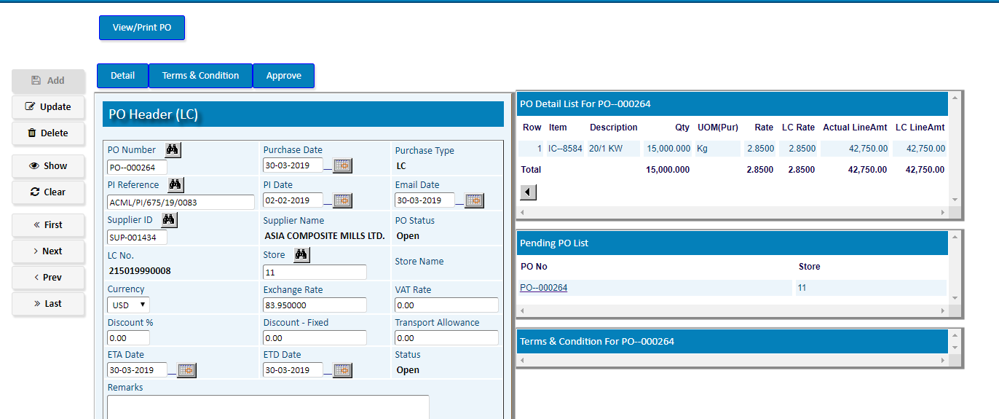 View/Print PO
Add
Update
Delete
Show
Clear
« First
> Next
< Prev
» Last
Detail Terms & Condition Approve
PO Header (LC)
PO Number Purchase Date Purchase Type
PO--000264 30-03-2019 LC
PI Reference PI Date Email Date
ACML/PI/675/19/0083 02-02-2019 30-03-2019
Supplier ID Supplier Name PO Status
SUP-001434 ASIA COMPOSITE MILLS LTD. Open
LC No. Store Store Name
215019990008 11
Currency Exchange Rate VAT Rate
USD 83.950000 0.00
Discount % Discount - Fixed Transport Allowance
0.00 0.00 0.00
ETA Date ETD Date Status
30-03-2019 30-03-2019 Open
Remarks
PO Detail List For PO--000264
Row Item Description Qty UOM(Pur) Rate LC Rate Actual LineAmt LC LineAmt
1 IC--8584 20/1 KW 15,000.000 Kg 2.8500 2.8500 42,750.00 42,750.00
Total 15,000.000 2.8500 2.8500 42,750.00 42,750.00
Pending PO List
PO No Store
PO--000264 11
Terms & Condition For PO--000264